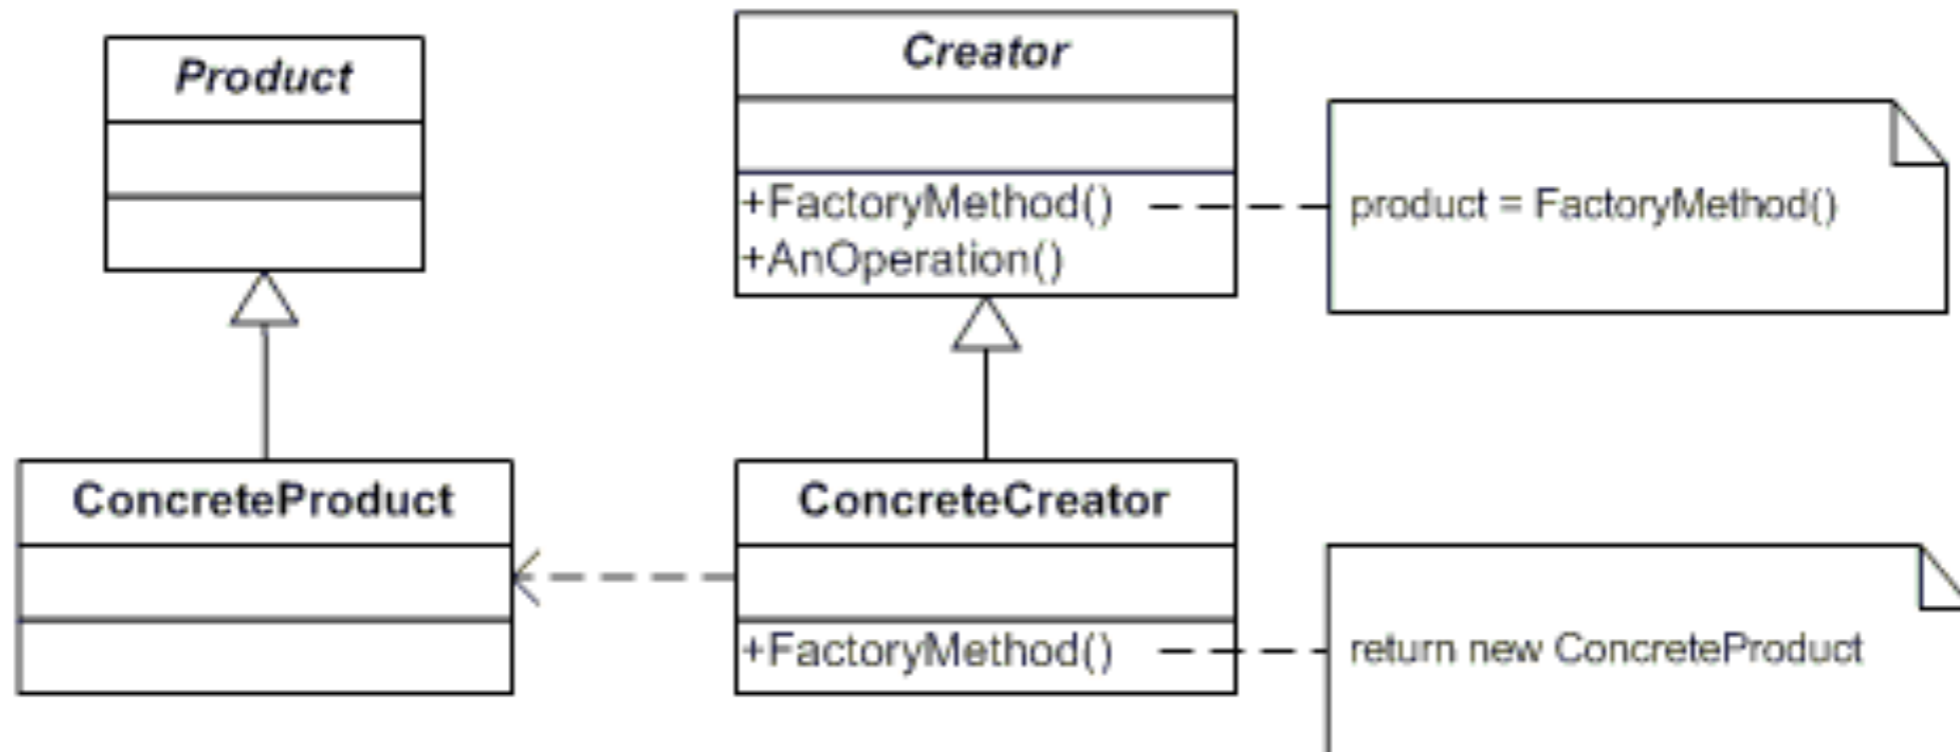 Product
Creator
+FactoryMethod()
+AnOperation()
product = FactoryMethod()
ConcreteProduct
ConcreteCreator
+FactoryMethod()
return new ConcreteProduct